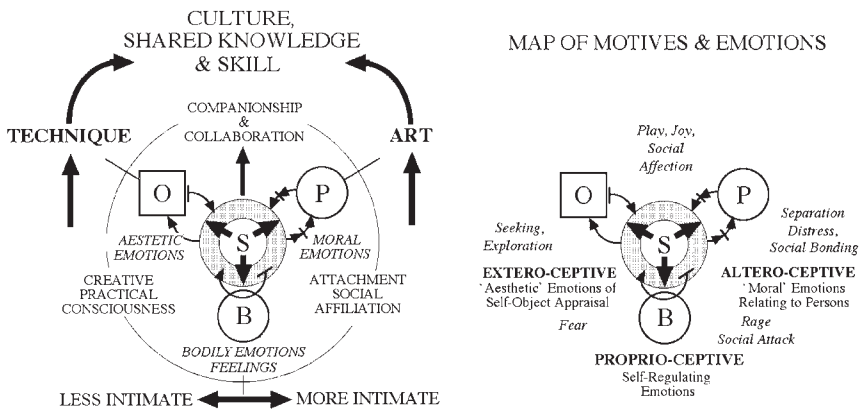 CULTURE,
SHARED KNOWLEDGE
& SKILL
COMPANIONSHIP
&
COLLABORATION
TECHNIQUE
ART
O
P
S
B
AESTETIC
EMOTIONS
MORAL
EMOTIONS
CREATIVE
PRACTICAL
CONSCIOUSNESS
ATTACHMENT
SOCIAL
AFFILIATION
BODILY EMOTIONS
FEELINGS
LESS INTIMATE
MORE INTIMATE
MAP OF MOTIVES & EMOTIONS
Play, Joy,
Social
Affection
O
P
S
B
Seeking,
Exploration
Separation
Distress,
Social Bonding
EXTERO-CEPTIVE
'Aesthetic' Emotions of
Self-Object Appraisal
Fear
ALTERO-CEPTIVE
'Moral' Emotions
Relating to Persons
Rage
Social Attack
PROPRIO-CEPTIVE
Self-Regulating
Emotions